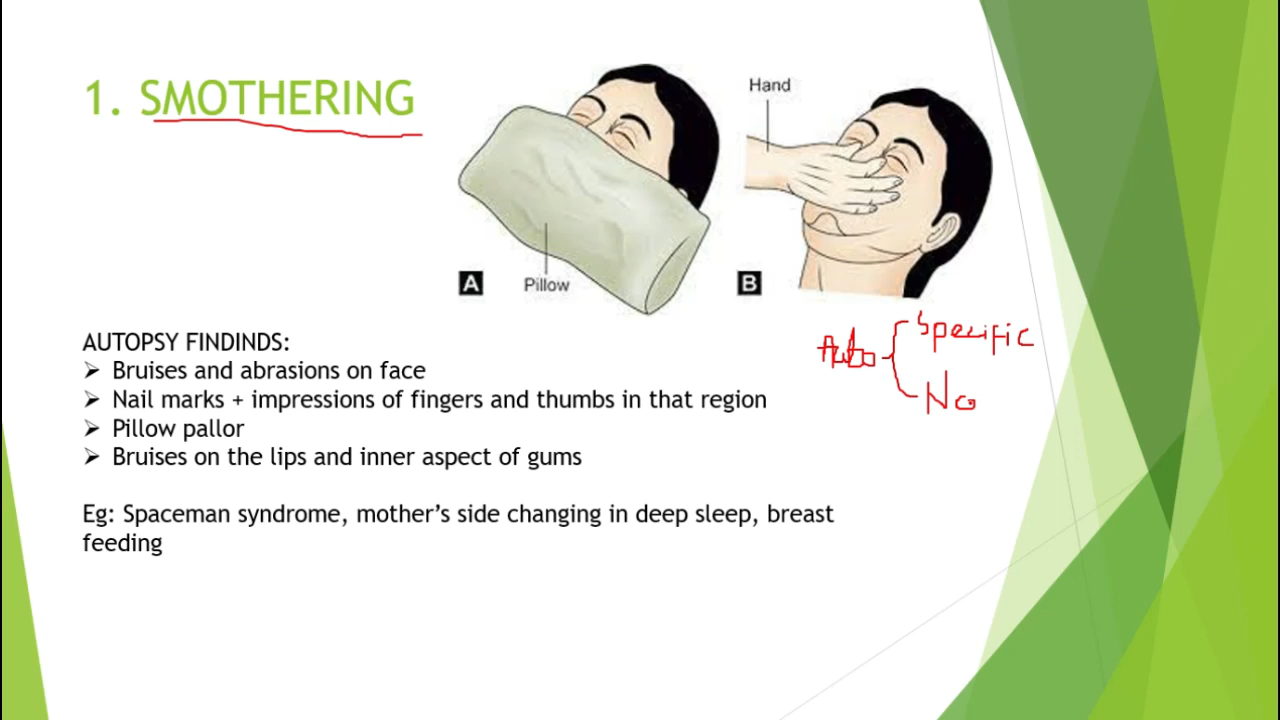 1. SMOTHERING
Hand
A
Pillow
B
AUTOPSY FINDINDS:
➢ Bruises and abrasions on face
➢ Nail marks + impressions of fingers and thumbs in that region
➢ Pillow pallor
➢ Bruises on the lips and inner aspect of gums
Eg: Spaceman syndrome, mother's side changing in deep sleep, breast
feeding
Specific
No